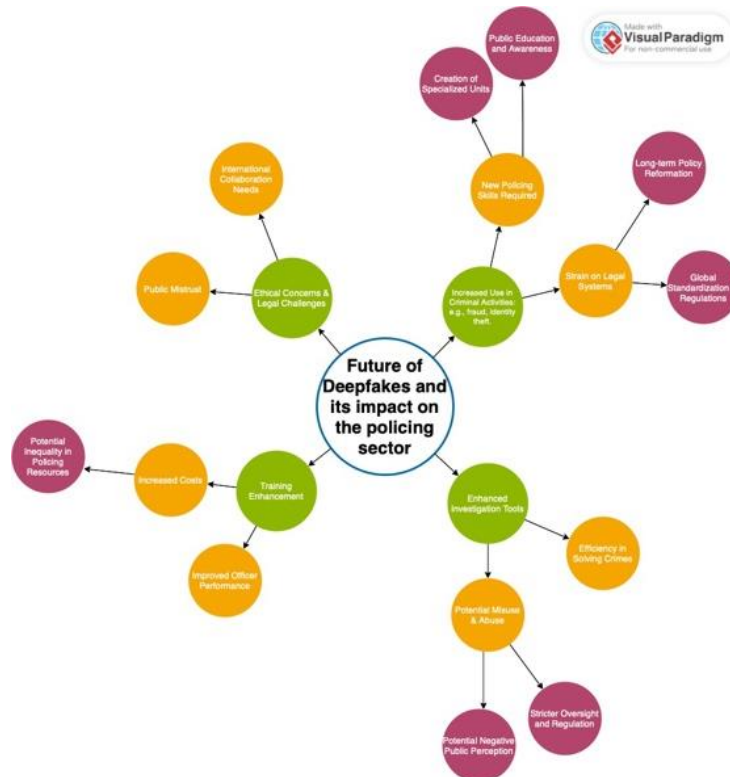 Made with
Visual Paradigm
For non-commercial use
Public Education
and Awareness
Creation of
Specialized Units
International
Collaboration
Needs
New Policing
Skills Required
Long-term Policy
Reformation
Public Mistrust
Ethical Concerns &
Legal Challenges
Increased Use in
Criminal Activities:
e.g., fraud, identity
theft.
Strain on Legal
Systems
Global
Standardization
Regulations
Future of
Deepfakes and
its impact on
the policing
sector
Potential
Inequality in
Policing
Resources
Increased Costs
Training
Enhancement
Enhanced
Investigation Tools
Improved Officer
Performance
Efficiency in
Solving Crimes
Potential Misuse
& Abuse
Potential Negative
Public Perception
Stricter Oversight
and Regulation